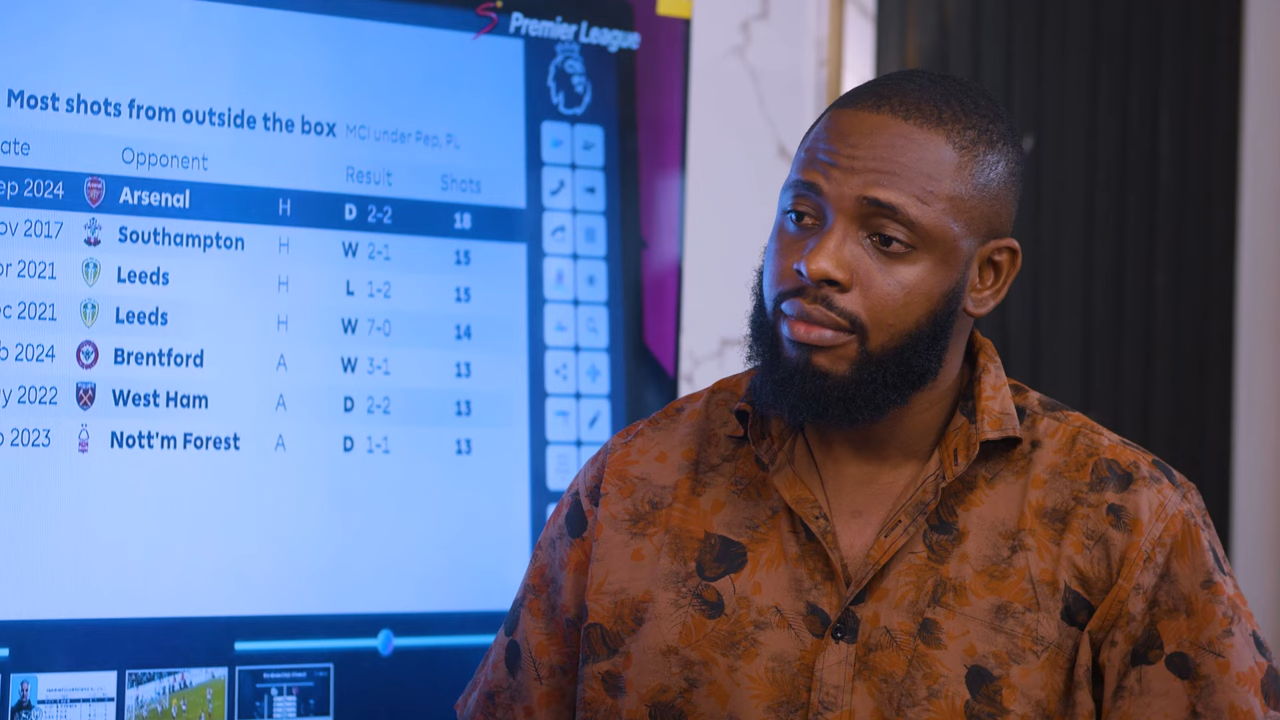 Premier League
Most shots from outside the box MCI under Pep, PL
ate Opponent Result Shots
ep 2024 Arsenal H D 2-2 18
ov 2017 Southampton H W 2-1 15
pr 2021 Leeds H L 1-2 15
ec 2021 Leeds H W 7-0 14
b 2024 Brentford A W 3-1 13
y 2022 West Ham A D 2-2 13
2023 Nott'm Forest A D 1-1 13